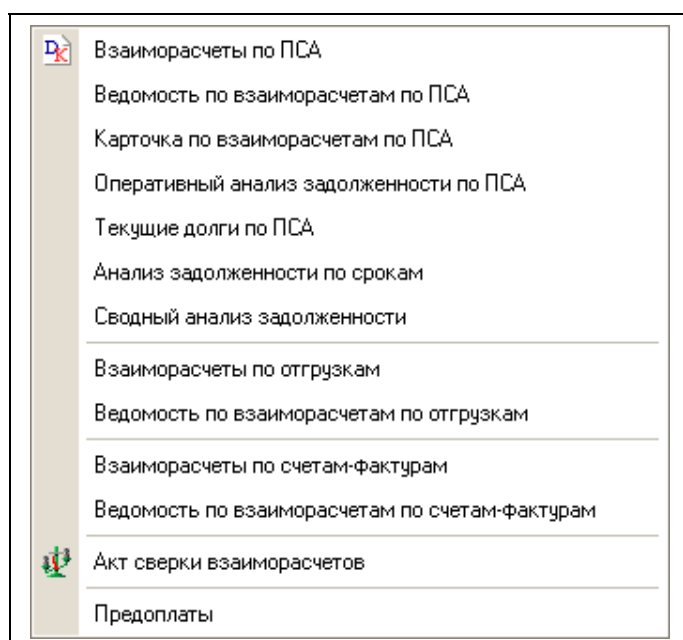 DK
Взаиморасчеты по ПСА
Ведомость по взаиморасчетам по ПСА
Карточка по взаиморасчетам по ПСА
Оперативный анализ задолженности по ПСА
Текущие долги по ПСА
Анализ задолженности по срокам
Сводный анализ задолженности
Взаиморасчеты по отгрузкам
Ведомость по взаиморасчетам по отгрузкам
Взаиморасчеты по счетам-фактурам
Ведомость по взаиморасчетам по счетам-фактурам
Акт сверки взаиморасчетов
Предоплаты